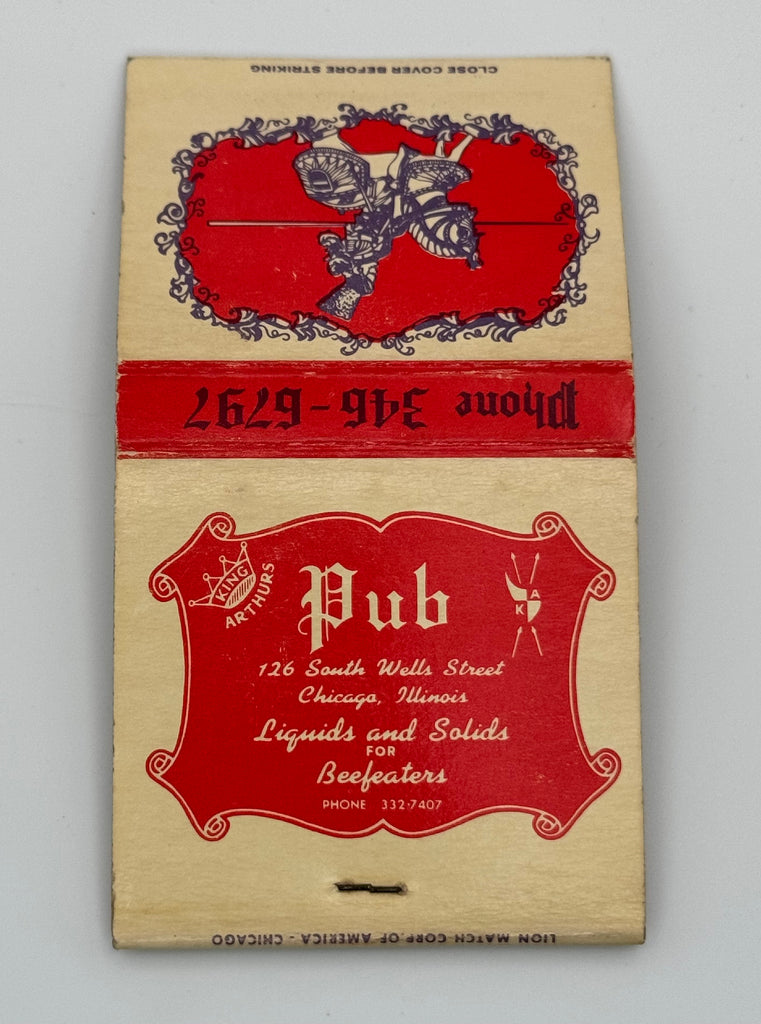 CLOSE COVER BEFORE STRIKING
Phone 346-6797
KING
ARTHURS
Pub
K A
126 South Wells Street
Chicago, Illinois
Liquids and Solids
FOR
Beefeaters
PHONE 332-7407
LION MATCH CORP. OF AMERICA - CHICAGO